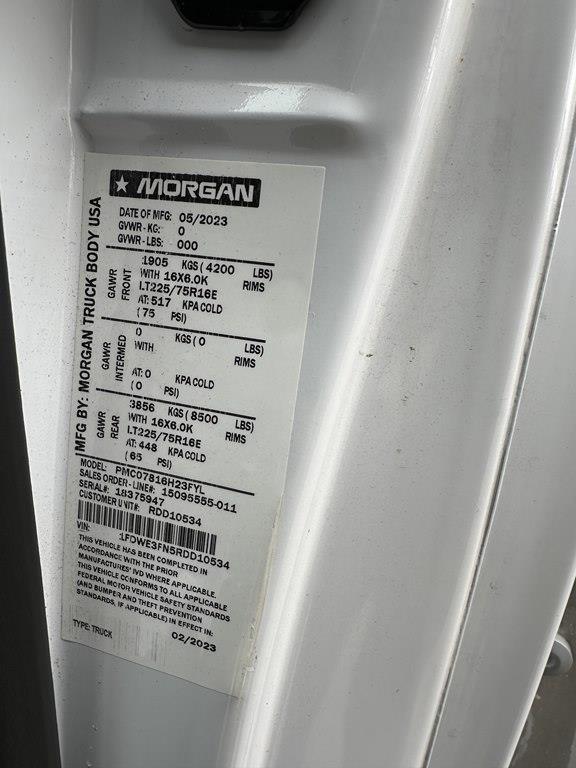 ★ MORGAN
MFG BY: MORGAN TRUCK BODY USA
DATE OF MFG: 05/2023
GVWR - KG: 0
GVWR - LBS: 000
GAWR FRONT
1905 KGS ( 4200 LBS)
WITH 16X6.0K RIMS
LT225/75R16E
AT: 517 KPA COLD
( 75 PSI)
GAWR INTERMED
0 KGS ( 0 LBS)
WITH RIMS
AT: 0 KPA COLD
( 0 PSI)
GAWR REAR
3856 KGS ( 8500 LBS)
WITH 16X6.0K RIMS
LT225/75R16E
AT: 448 KPA COLD
( 65 PSI)
MODEL: PMC07816H23FYL
SALES ORDER - LINE#: 15095555-011
SERIAL#: 18375947
CUSTOMER UNIT#: RDD10534
VIN: 1FDWE3FN5RDD10534
THIS VEHICLE HAS BEEN COMPLETED IN
ACCORDANCE WITH THE PRIOR
MANUFACTURES' IVD WHERE APPLICABLE.
THIS VEHICLE CONFORMS TO ALL APPLICABLE
FEDERAL MOTOR VEHICLE SAFETY STANDARDS
(AND BUMPER AND THEFT PREVENTION
STANDARDS, IF APPLICABLE) IN EFFECT IN:
TYPE: TRUCK 02/2023